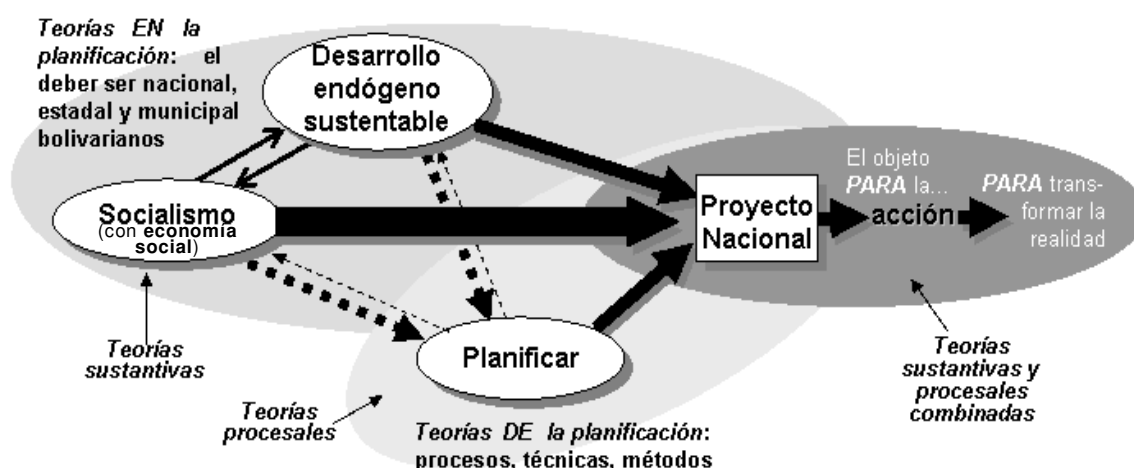 Teorías EN la
planificación: el
deber ser nacional,
estadal y municipal
bolivarianos
Desarrollo
endógeno
sustentable
Socialismo
(con economía
social)
Teorías
sustantivas
Teorías
procesales
Planificar
Teorías DE la planificación:
procesos, técnicas, métodos
Proyecto
Nacional
El objeto
PARA la...
acción
PARA trans-
formar la
realidad
Teorías
sustantivas y
procesales
combinadas